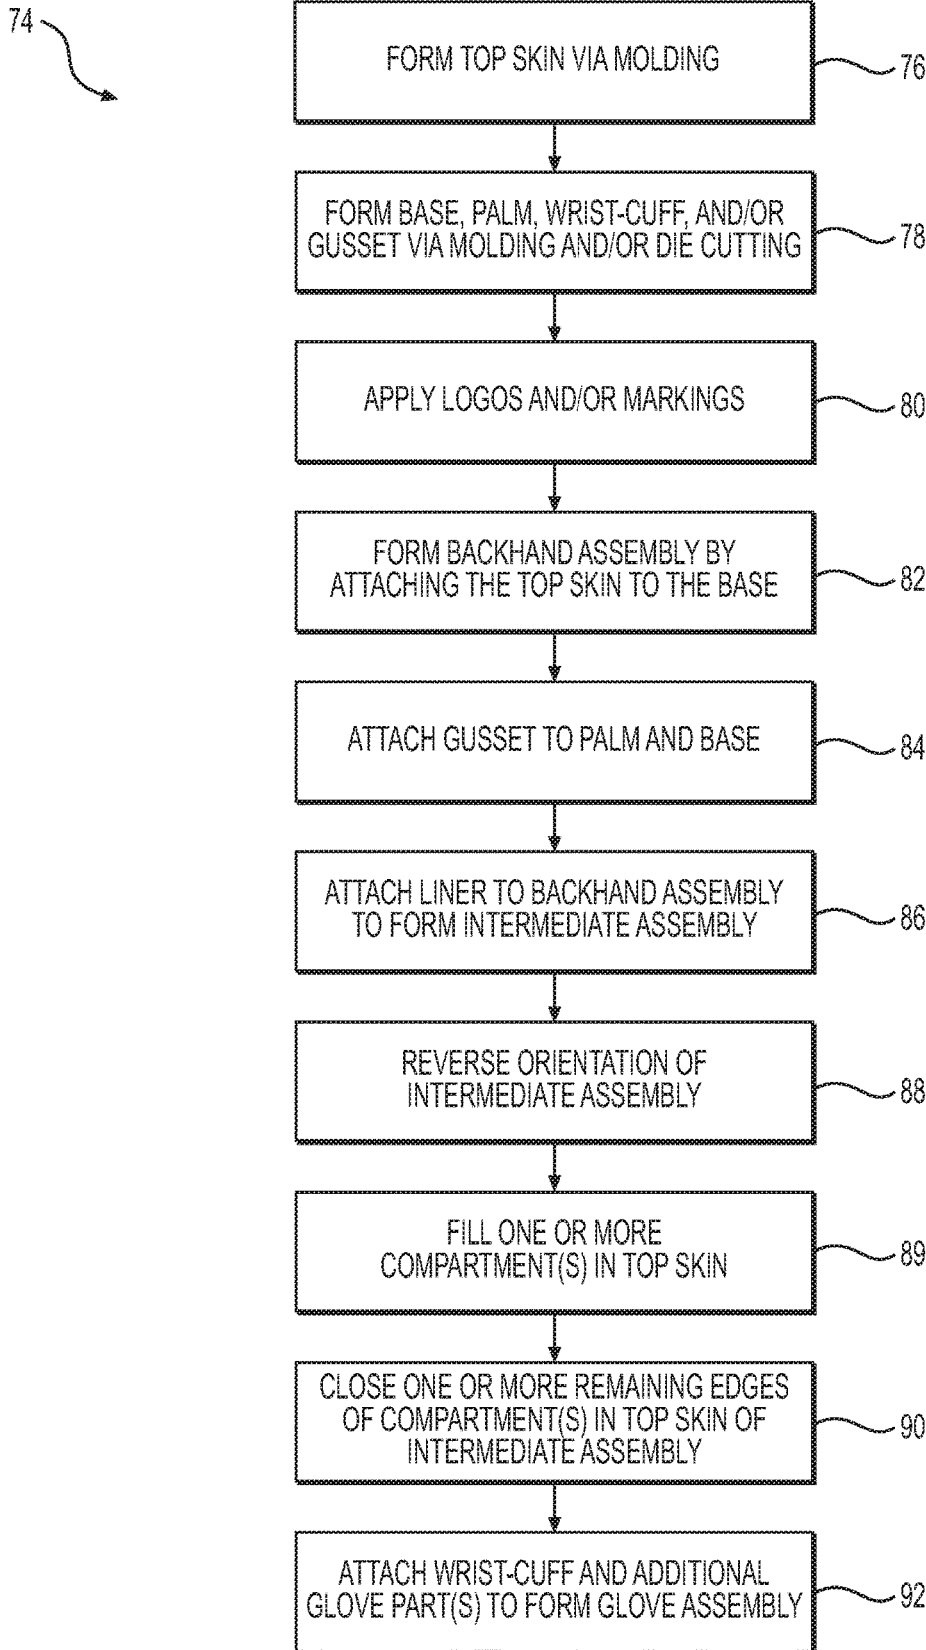 74
FORM TOP SKIN VIA MOLDING
76
FORM BASE, PALM, WRIST-CUFF, AND/OR
GUSSET VIA MOLDING AND/OR DIE CUTTING
78
APPLY LOGOS AND/OR MARKINGS
80
FORM BACKHAND ASSEMBLY BY
ATTACHING THE TOP SKIN TO THE BASE
82
ATTACH GUSSET TO PALM AND BASE
84
ATTACH LINER TO BACKHAND ASSEMBLY
TO FORM INTERMEDIATE ASSEMBLY
86
REVERSE ORIENTATION OF
INTERMEDIATE ASSEMBLY
88
FILL ONE OR MORE
COMPARTMENT(S) IN TOP SKIN
89
CLOSE ONE OR MORE REMAINING EDGES
OF COMPARTMENT(S) IN TOP SKIN OF
INTERMEDIATE ASSEMBLY
90
ATTACH WRIST-CUFF AND ADDITIONAL
GLOVE PART(S) TO FORM GLOVE ASSEMBLY
92